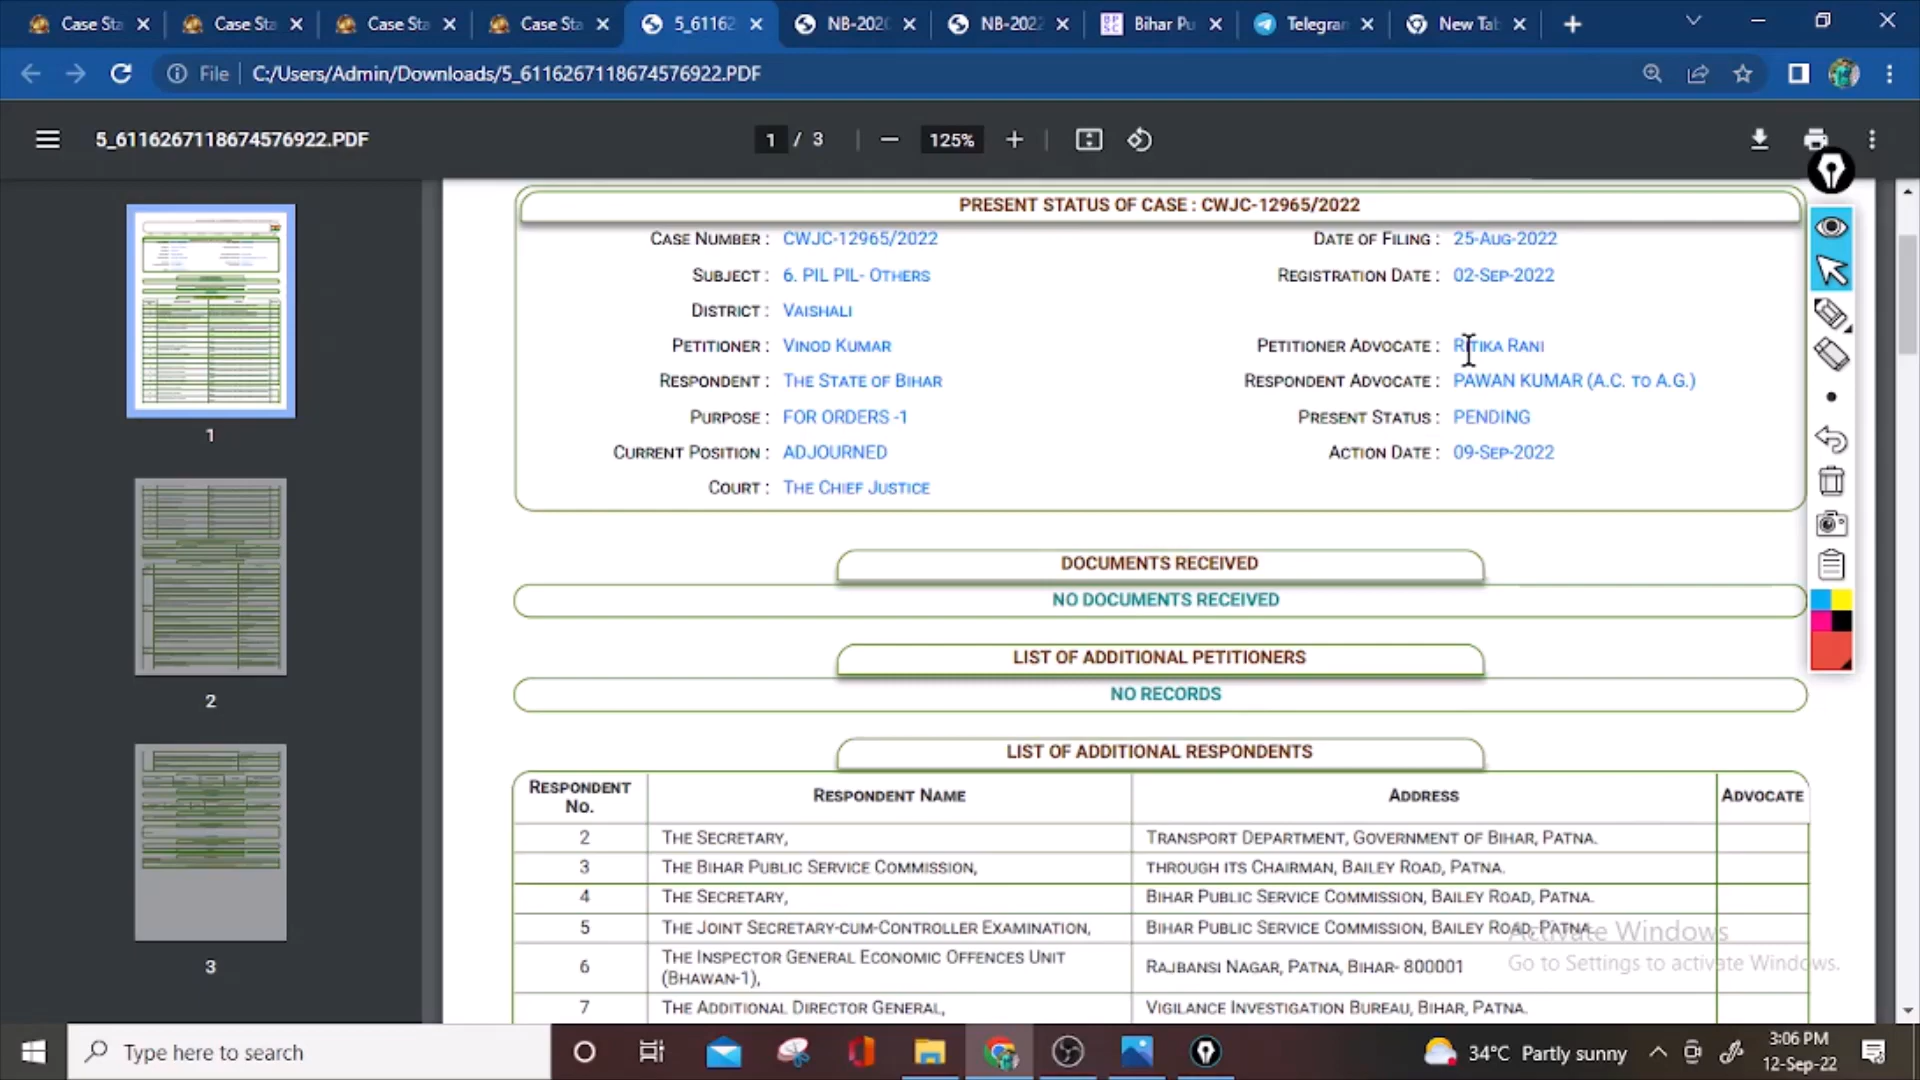 Case Sta
Case Sta
Case Sta
Case Sta
5_61162
NB-2020
NB-2022
Bihar Pu
Telegram
New Tab
File
C:/Users/Admin/Downloads/5_6116267118674576922.PDF
5_6116267118674576922.PDF
1 / 3
125%
PRESENT STATUS OF CASE : CWJC-12965/2022
CASE NUMBER : CWJC-12965/2022 DATE OF FILING : 25-AUG-2022
SUBJECT : 6. PIL PIL- OTHERS REGISTRATION DATE : 02-SEP-2022
DISTRICT : VAISHALI
PETITIONER : VINOD KUMAR PETITIONER ADVOCATE : RITIKA RANI
RESPONDENT : THE STATE OF BIHAR RESPONDENT ADVOCATE : PAWAN KUMAR (A.C. TO A.G.)
PURPOSE : FOR ORDERS -1 PRESENT STATUS : PENDING
CURRENT POSITION : ADJOURNED ACTION DATE : 09-SEP-2022
COURT : THE CHIEF JUSTICE
DOCUMENTS RECEIVED
NO DOCUMENTS RECEIVED
LIST OF ADDITIONAL PETITIONERS
NO RECORDS
LIST OF ADDITIONAL RESPONDENTS
RESPONDENT NO. RESPONDENT NAME ADDRESS ADVOCATE
2 THE SECRETARY, TRANSPORT DEPARTMENT, GOVERNMENT OF BIHAR, PATNA.
3 THE BIHAR PUBLIC SERVICE COMMISSION, THROUGH ITS CHAIRMAN, BAILEY ROAD, PATNA.
4 THE SECRETARY, BIHAR PUBLIC SERVICE COMMISSION, BAILEY ROAD, PATNA.
5 THE JOINT SECRETARY-CUM-CONTROLLER EXAMINATION, BIHAR PUBLIC SERVICE COMMISSION, BAILEY ROAD, PATNA.
6 THE INSPECTOR GENERAL ECONOMIC OFFENCES UNIT (BHAWAN-1), RAJBANSI NAGAR, PATNA, BIHAR- 800001
7 THE ADDITIONAL DIRECTOR GENERAL, VIGILANCE INVESTIGATION BUREAU, BIHAR, PATNA.
1
2
3
Activate Windows
Go to Settings to activate Windows.
Type here to search
34°C Partly sunny
3:06 PM
12-Sep-22